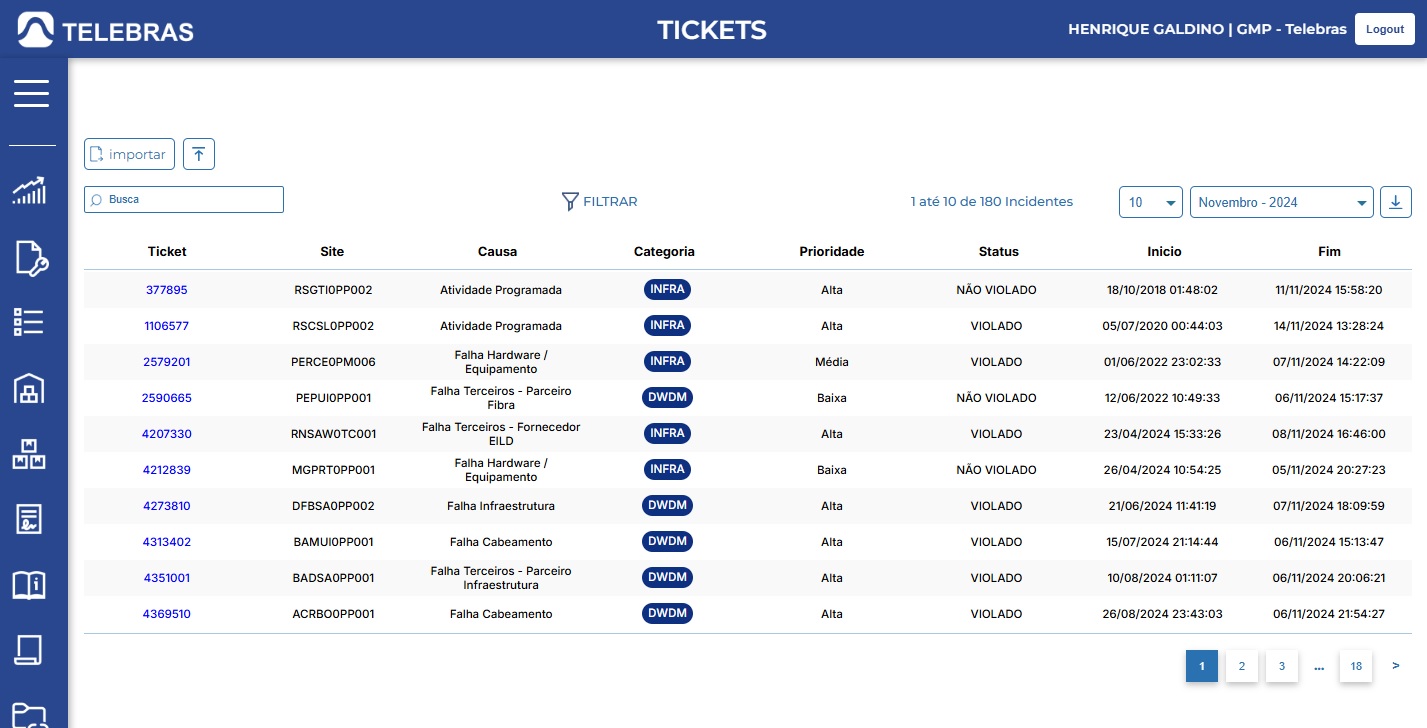 TELEBRAS
TICKETS
HENRIQUE GALDINO | GMP - Telebras
Logout
importar
Busca
FILTRAR
1 até 10 de 180 Incidentes
10
Novembro - 2024
Ticket Site Causa Categoria Prioridade Status Inicio Fim
377895 RSGTI0PP002 Atividade Programada INFRA Alta NÃO VIOLADO 18/10/2018 01:48:02 11/11/2024 15:58:20
1106577 RSCSL0PP002 Atividade Programada INFRA Alta VIOLADO 05/07/2020 00:44:03 14/11/2024 13:28:24
2579201 PERCE0PM006 Falha Hardware /
Equipamento INFRA Média VIOLADO 01/06/2022 23:02:33 07/11/2024 14:22:09
2590665 PEPUI0PP001 Falha Terceiros - Parceiro
Fibra DWDM Baixa NÃO VIOLADO 12/06/2022 10:49:33 06/11/2024 15:17:37
4207330 RNSAW0TC001 Falha Terceiros - Fornecedor
EILD INFRA Alta VIOLADO 23/04/2024 15:33:26 08/11/2024 16:46:00
4212839 MGPRT0PP001 Falha Hardware /
Equipamento INFRA Baixa NÃO VIOLADO 26/04/2024 10:54:25 05/11/2024 20:27:23
4273810 DFBSA0PP002 Falha Infraestrutura DWDM Alta VIOLADO 21/06/2024 11:41:19 07/11/2024 18:09:59
4313402 BAMUI0PP001 Falha Cabeamento DWDM Alta VIOLADO 15/07/2024 21:14:44 06/11/2024 15:13:47
4351001 BADSA0PP001 Falha Terceiros - Parceiro
Infraestrutura DWDM Alta VIOLADO 10/08/2024 01:11:07 06/11/2024 20:06:21
4369510 ACRBO0PP001 Falha Cabeamento DWDM Alta VIOLADO 26/08/2024 23:43:03 06/11/2024 21:54:27
1 2 3 ... 18 >